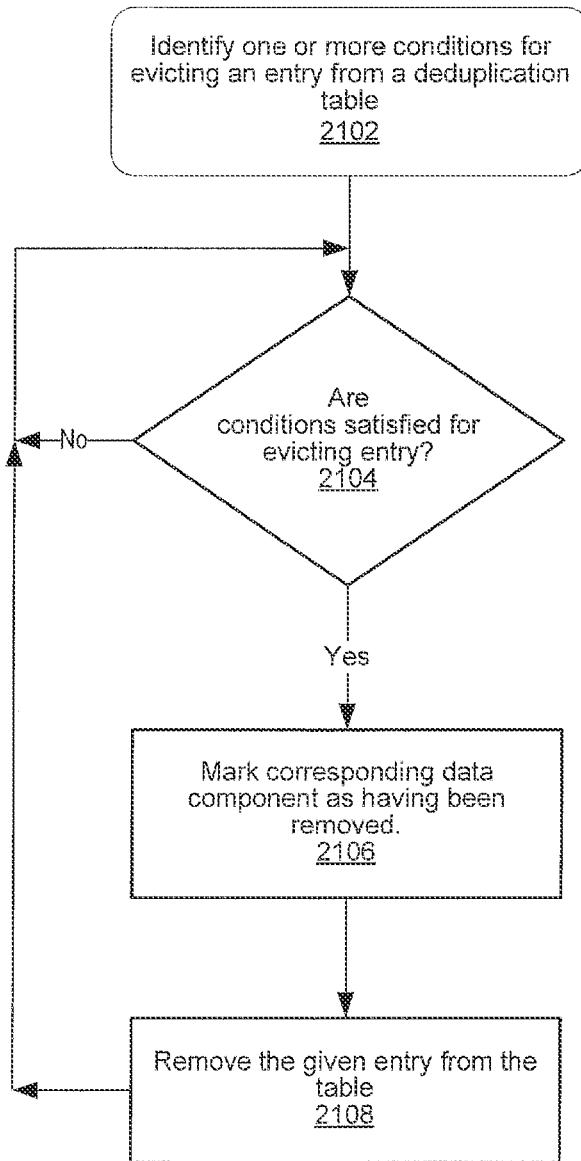 Identify one or more conditions for
evicting an entry from a deduplication
table
2102
Are
conditions satisfied for
evicting entry?
2104
No
Yes
Mark corresponding data
component as having been
removed.
2106
Remove the given entry from the
table
2108